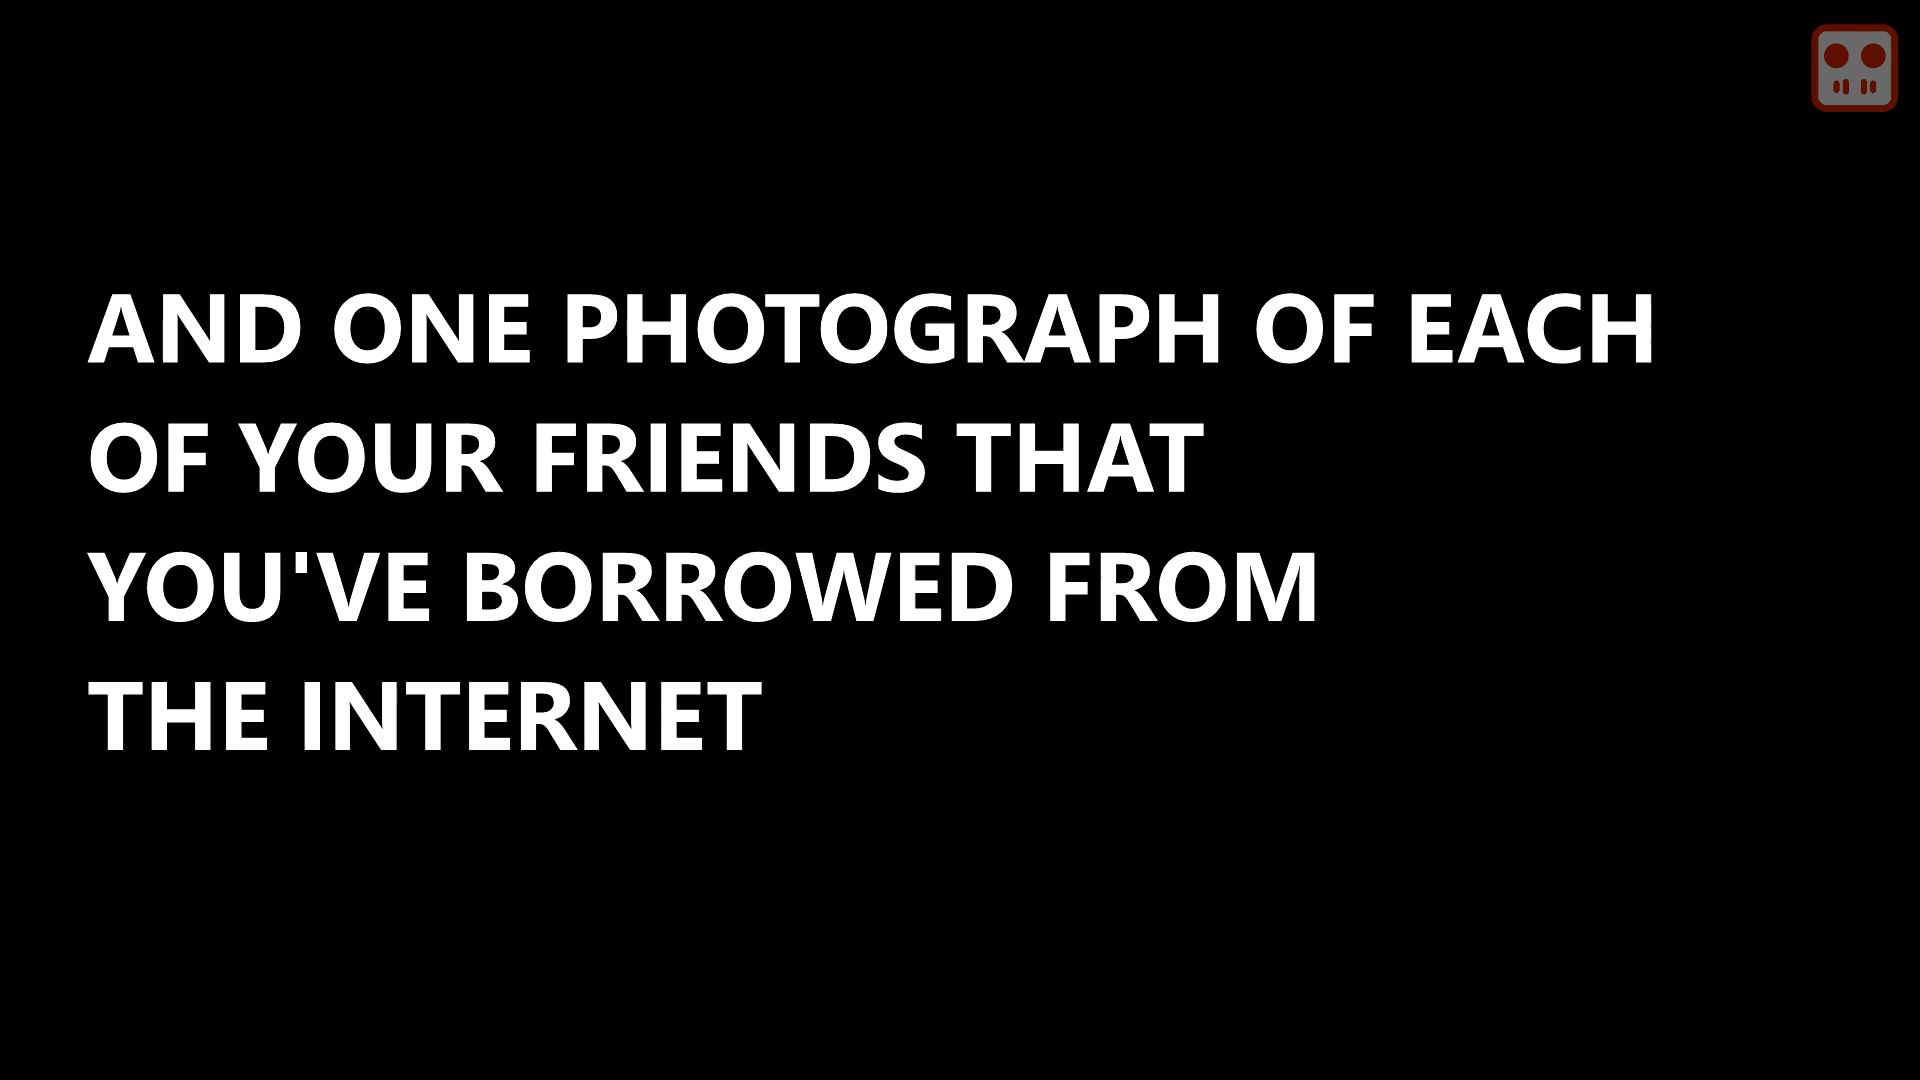 AND ONE PHOTOGRAPH OF EACH
OF YOUR FRIENDS THAT
YOU'VE BORROWED FROM
THE INTERNET